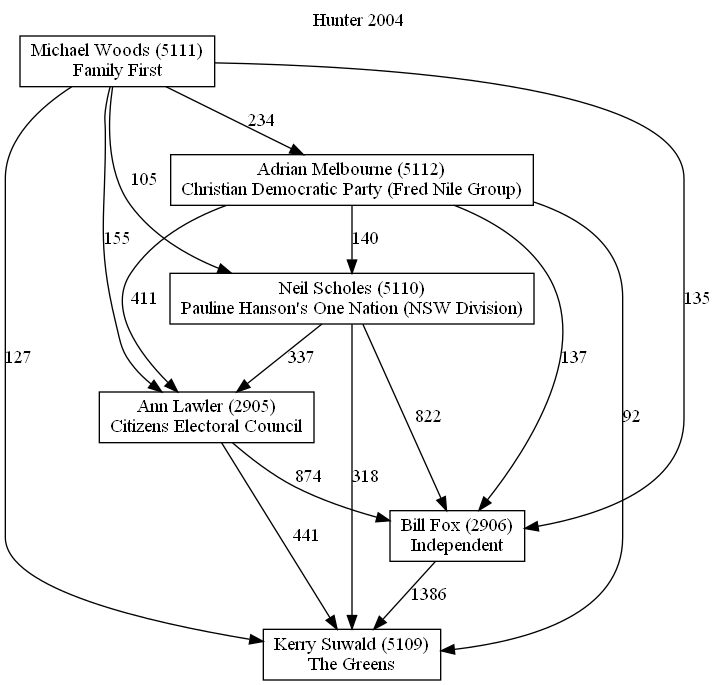 Hunter 2004
Michael Woods (5111)
Family First
234
Adrian Melbourne (5112)
Christian Democratic Party (Fred Nile Group)
105
155
140
Neil Scholes (5110)
Pauline Hanson's One Nation (NSW Division)
411
135
127
337
137
Ann Lawler (2905)
Citizens Electoral Council
822
92
874
318
Bill Fox (2906)
Independent
441
1386
Kerry Suwald (5109)
The Greens